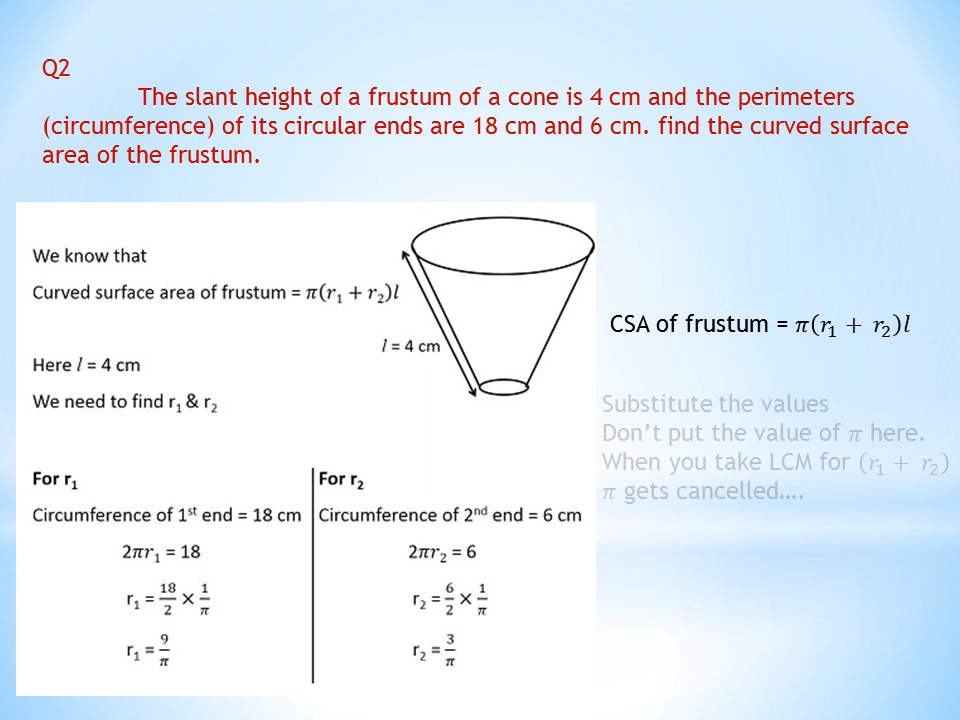 Q2
The slant height of a frustum of a cone is 4 cm and the perimeters
(circumference) of its circular ends are 18 cm and 6 cm. find the curved surface
area of the frustum.
We know that
Curved surface area of frustum = 𝜋(r₁ + r₂)l
l = 4 cm
Here l = 4 cm
We need to find r₁ & r₂
For r₁
Circumference of 1ˢᵗ end = 18 cm
2𝜋r₁ = 18
r₁ = 18/2 × 1/𝜋
r₁ = 9/𝜋
For r₂
Circumference of 2ⁿᵈ end = 6 cm
2𝜋r₂ = 6
r₂ = 6/2 × 1/𝜋
r₂ = 3/𝜋
CSA of frustum = 𝜋(r₁ + r₂)l
Substitute the values
Don’t put the value of 𝜋 here.
When you take LCM for (r₁ + r₂)
𝜋 gets cancelled….